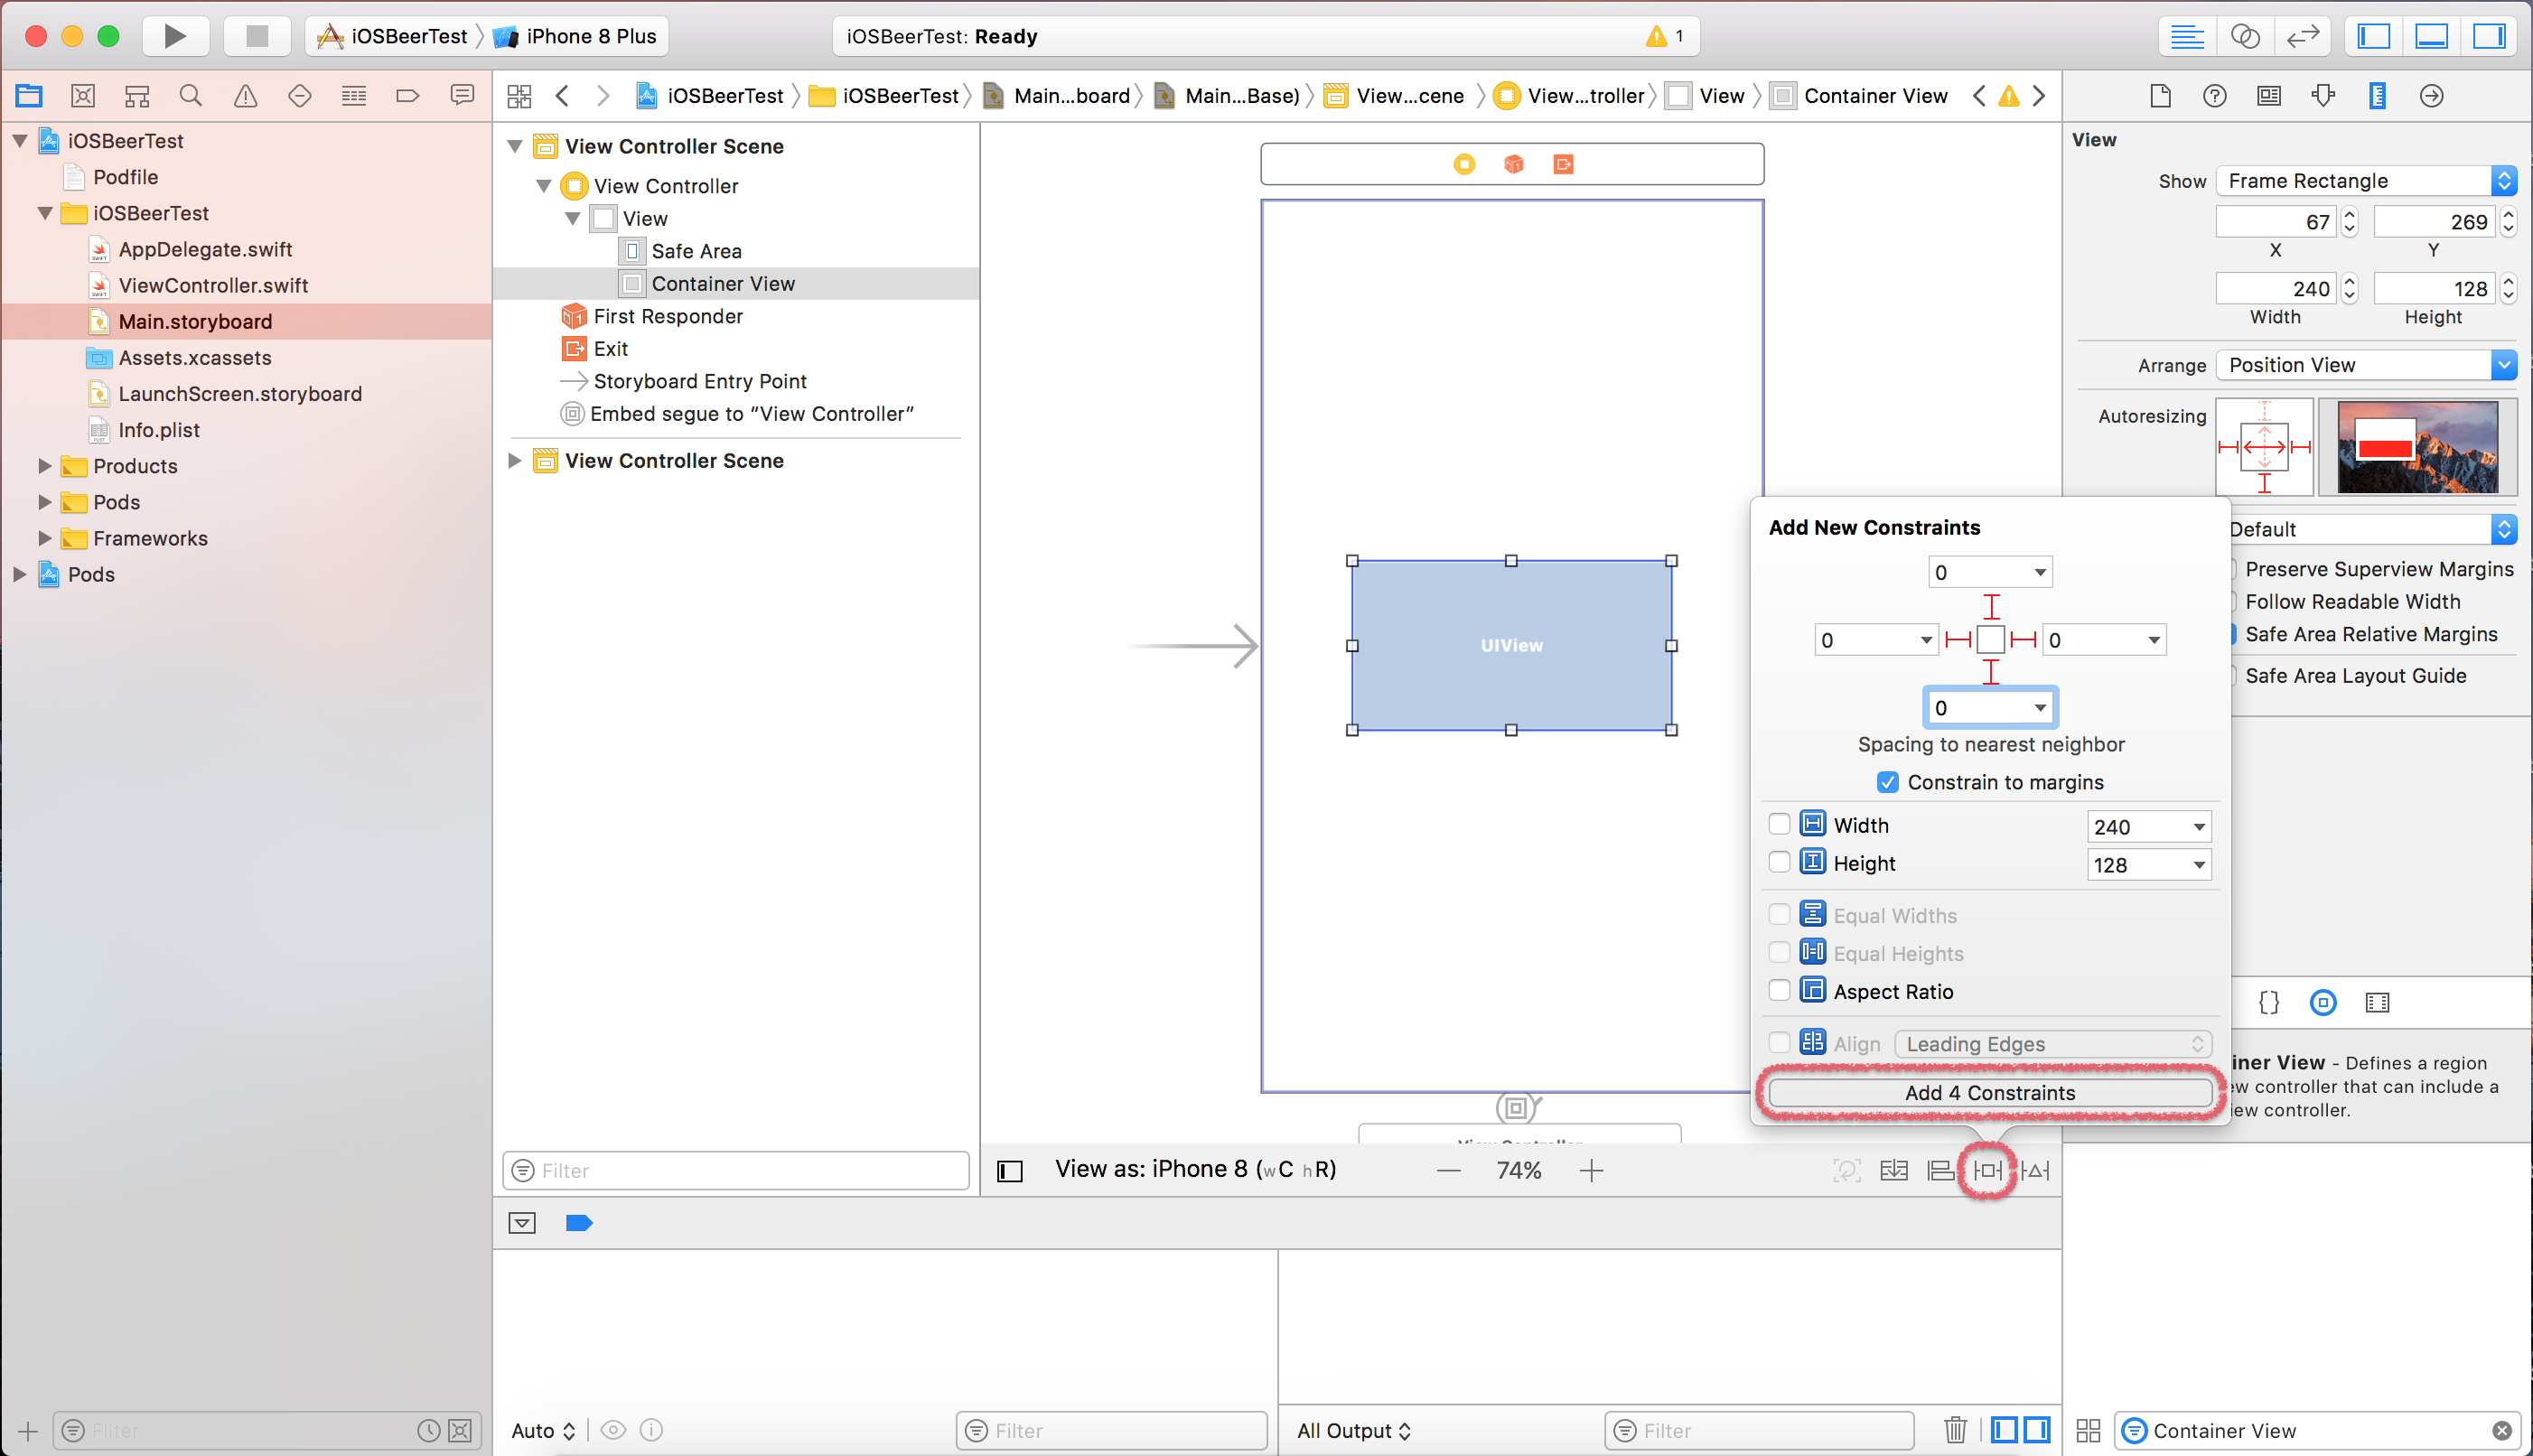 iOSBeerTest
iPhone 8 Plus
iOSBeerTest: Ready
1
iOSBeerTest
iOSBeerTest
Main...board
Main...Base)
View...cene
View...troller
View
Container View
iOSBeerTest
Podfile
iOSBeerTest
AppDelegate.swift
ViewController.swift
Main.storyboard
Assets.xcassets
LaunchScreen.storyboard
Info.plist
Products
Pods
Frameworks
Pods
Filter
View Controller Scene
View Controller
View
Safe Area
Container View
First Responder
Exit
Storyboard Entry Point
Embed segue to “View Controller”
View Controller Scene
Filter
UIView
View as: iPhone 8 (wC hR)
74%
Add New Constraints
0
0
0
0
Spacing to nearest neighbor
Constrain to margins
Width
240
Height
128
Equal Widths
Equal Heights
Aspect Ratio
Align
Leading Edges
Add 4 Constraints
View
Show
Frame Rectangle
67
269
X
Y
240
128
Width
Height
Arrange
Position View
Autoresizing
Default
Preserve Superview Margins
Follow Readable Width
Safe Area Relative Margins
Safe Area Layout Guide
iner View - Defines a region
ew controller that can include a
iew controller.
Auto
Filter
All Output
Filter
Container View